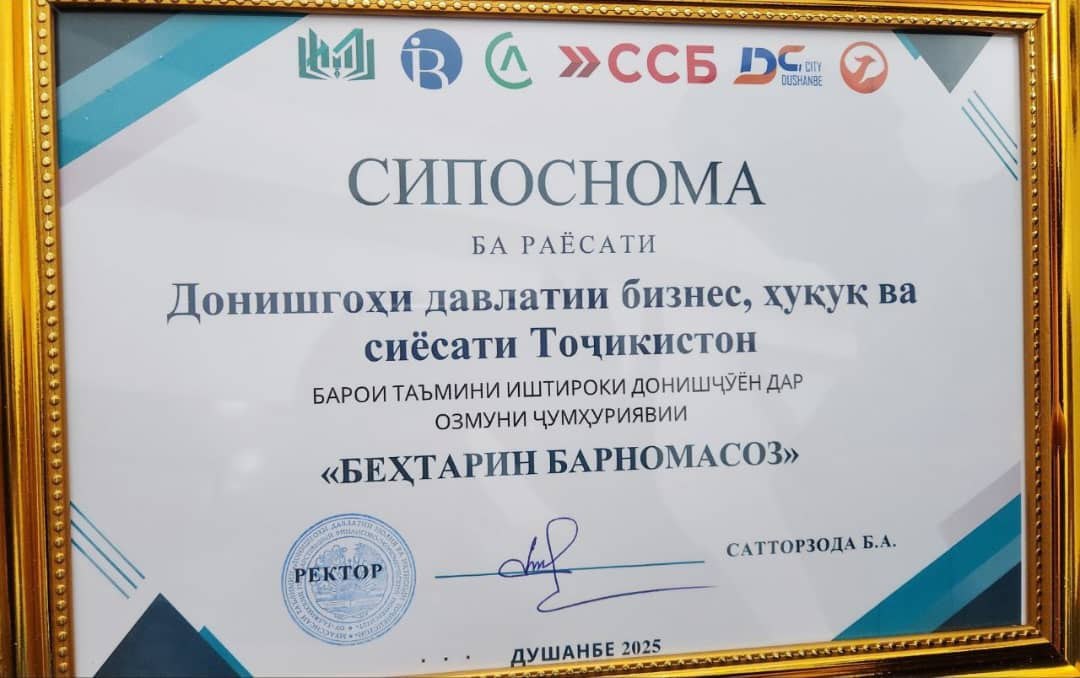 ССБ
DC, CITY
DUSHANBE
СИПОСНОМА
БА РАЁСАТИ
Донишгоҳи давлатии бизнес, ҳуқуқ ва
сиёсати Тоҷикистон
БАРОИ ТАЪМИНИ ИШТИРОКИ ДОНИШҶӮЁН ДАР
ОЗМУНИ ҶУМҲУРИЯВИИ
«БЕҲТАРИН БАРНОМАСОЗ»
РЕКТОР
САТТОРЗОДА Б.А.
ДУШАНБЕ 2025